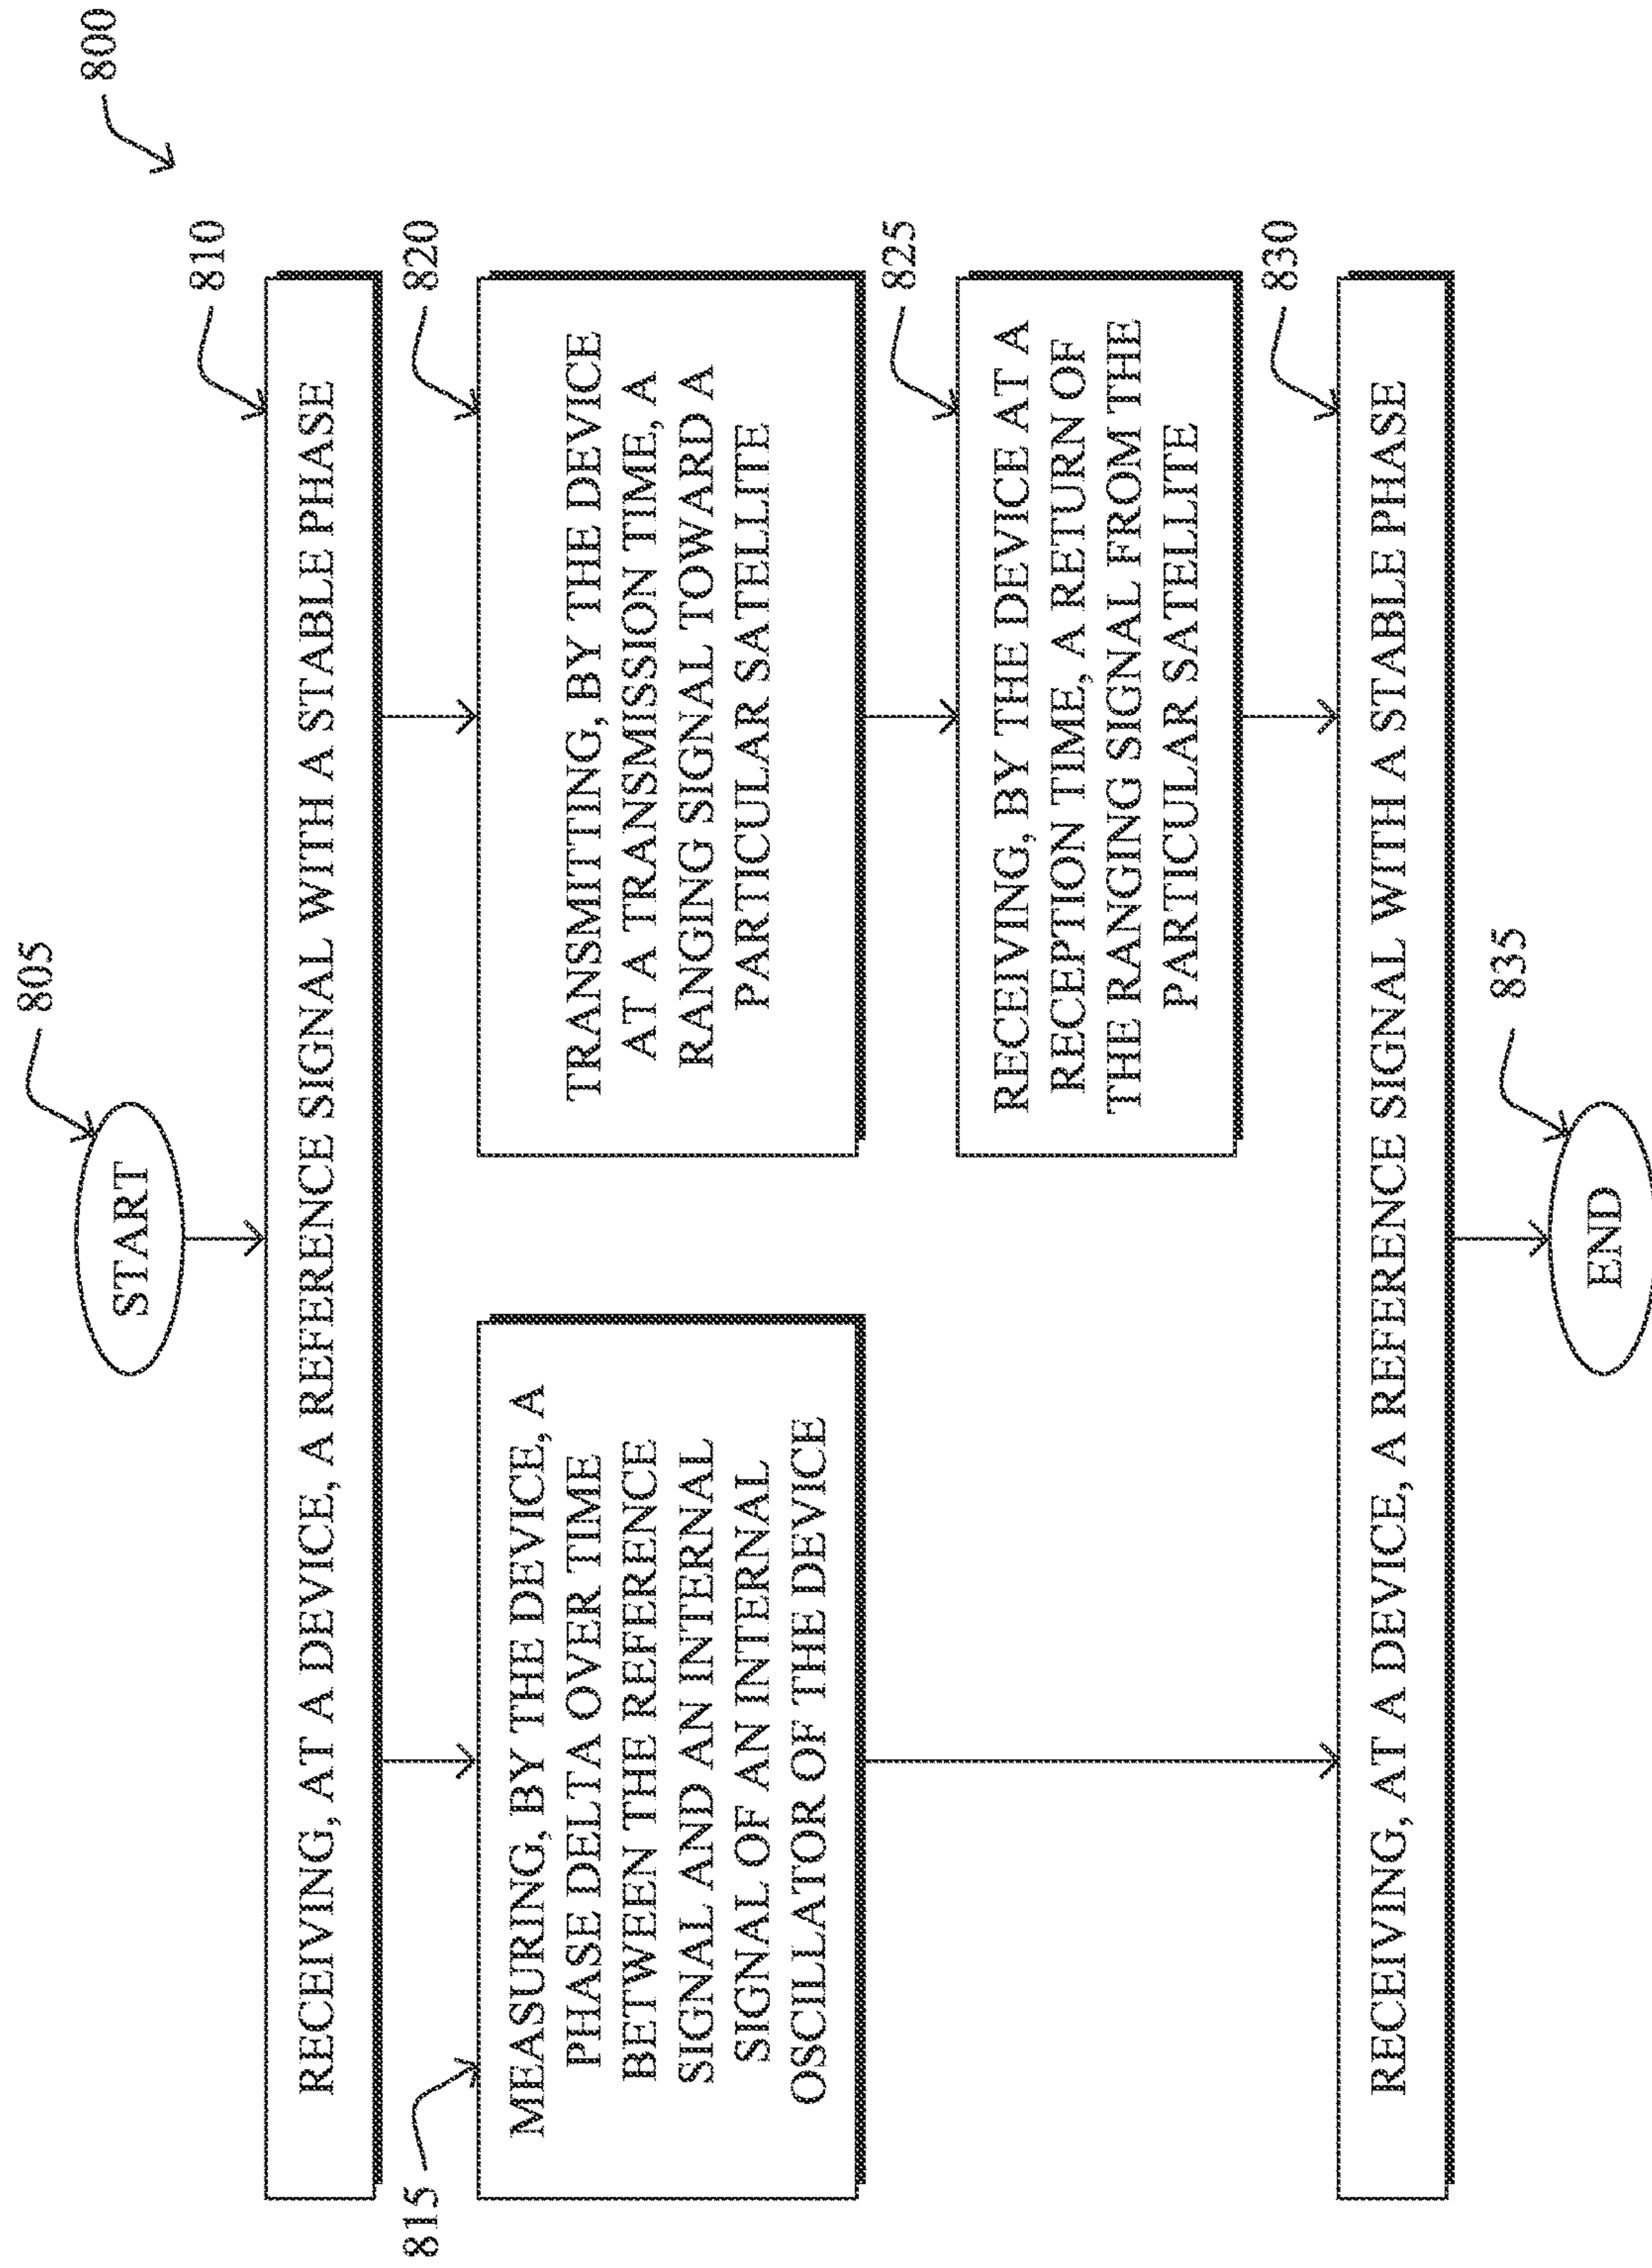 800
805
START
810
RECEIVING, AT A DEVICE, A REFERENCE SIGNAL WITH A STABLE PHASE
815
MEASURING, BY THE DEVICE, A
PHASE DELTA OVER TIME
BETWEEN THE REFERENCE
SIGNAL AND AN INTERNAL
SIGNAL OF AN INTERNAL
OSCILLATOR OF THE DEVICE
820
TRANSMITTING, BY THE DEVICE
AT A TRANSMISSION TIME, A
RANGING SIGNAL TOWARD A
PARTICULAR SATELLITE
825
RECEIVING, BY THE DEVICE AT A
RECEPTION TIME, A RETURN OF
THE RANGING SIGNAL FROM THE
PARTICULAR SATELLITE
830
RECEIVING, AT A DEVICE, A REFERENCE SIGNAL WITH A STABLE PHASE
835
END